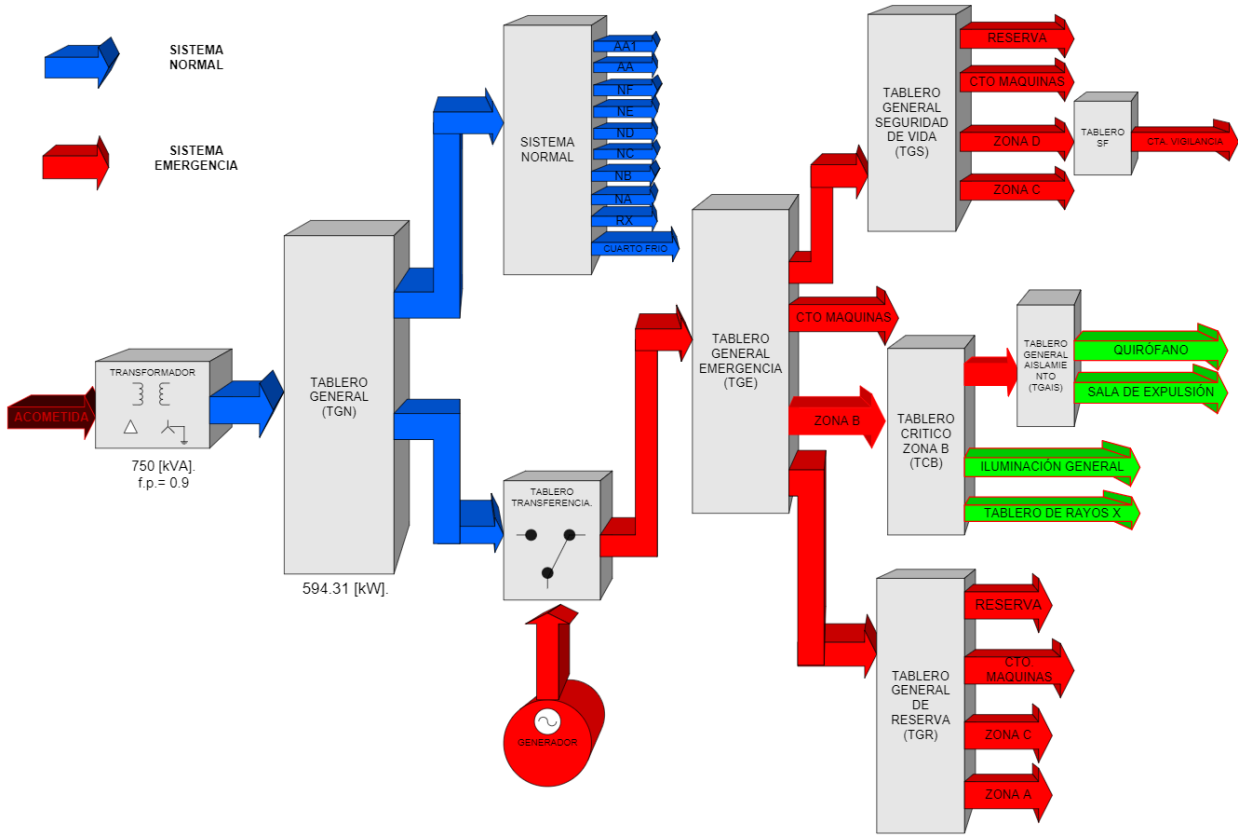 SISTEMA
NORMAL
SISTEMA
EMERGENCIA
ACOMETIDA
TRANSFORMADOR
750 [kVA].
f.p.= 0.9
TABLERO
GENERAL
(TGN)
594.31 [kW].
SISTEMA
NORMAL
AA1
AA
NF
NE
ND
NC
NB
NA
RX
CUARTO FRIO
TABLERO
TRANSFERENCIA.
GENERADOR
TABLERO
GENERAL
EMERGENCIA
(TGE)
CTO MAQUINAS
ZONA B
TABLERO
GENERAL
SEGURIDAD
DE VIDA
(TGS)
RESERVA
CTO MAQUINAS
ZONA D
ZONA C
TABLERO
SF
CTA. VIGILANCIA
TABLERO
CRITICO
ZONA B
(TCB)
TABLERO
GENERAL
AISLAMIE
NTO
(TGAIS)
QUIRÓFANO
SALA DE EXPULSIÓN
ILUMINACIÓN GENERAL
TABLERO DE RAYOS X
TABLERO
GENERAL
DE
RESERVA
(TGR)
RESERVA
CTO.
MAQUINAS
ZONA C
ZONA A